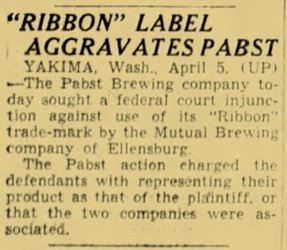 "RIBBON" LABEL
AGGRAVATES PABST
YAKIMA, Wash., April 5. (UP)
—The Pabst Brewing company to-
day sought a federal court injunc-
tion against use of its "Ribbon"
trade-mark by the Mutual Brewing
company of Ellensburg.
The Pabst action charged the
defendants with representing their
product as that of the plaintiff, or
that the two companies were as-
sociated.